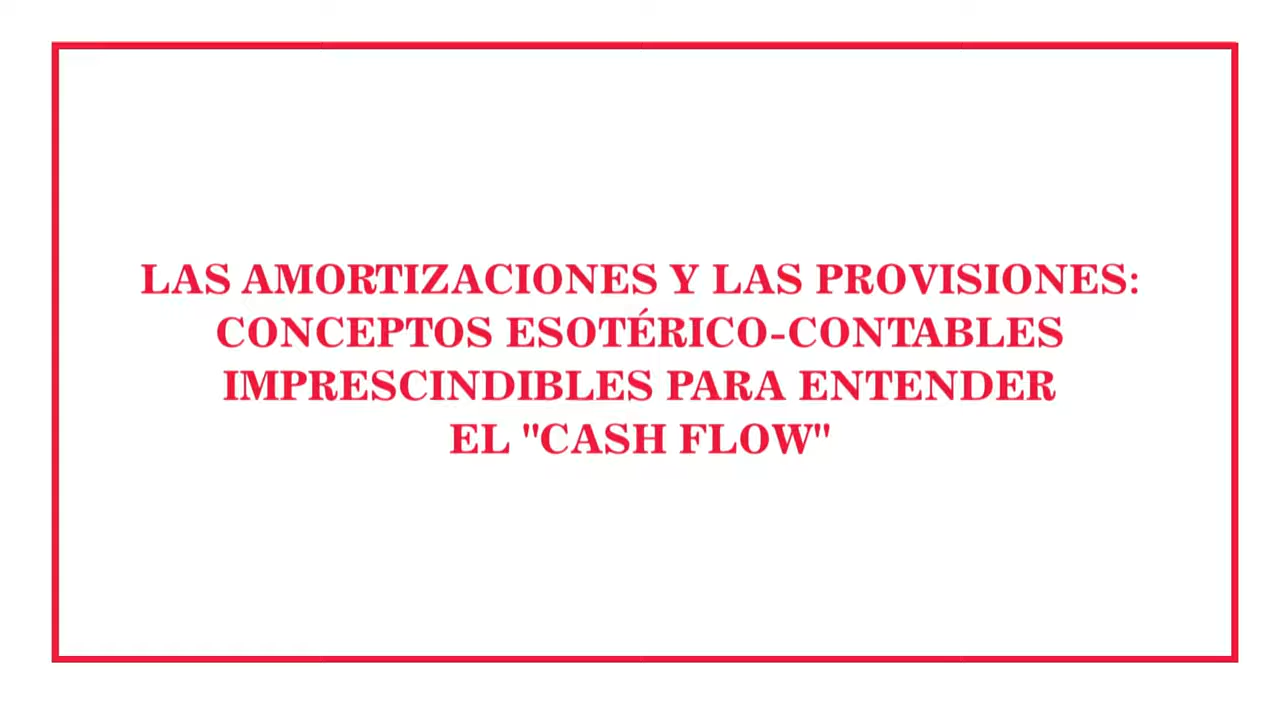 LAS AMORTIZACIONES Y LAS PROVISIONES:
CONCEPTOS ESOTÉRICO-CONTABLES
IMPRESCINDIBLES PARA ENTENDER
EL "CASH FLOW"